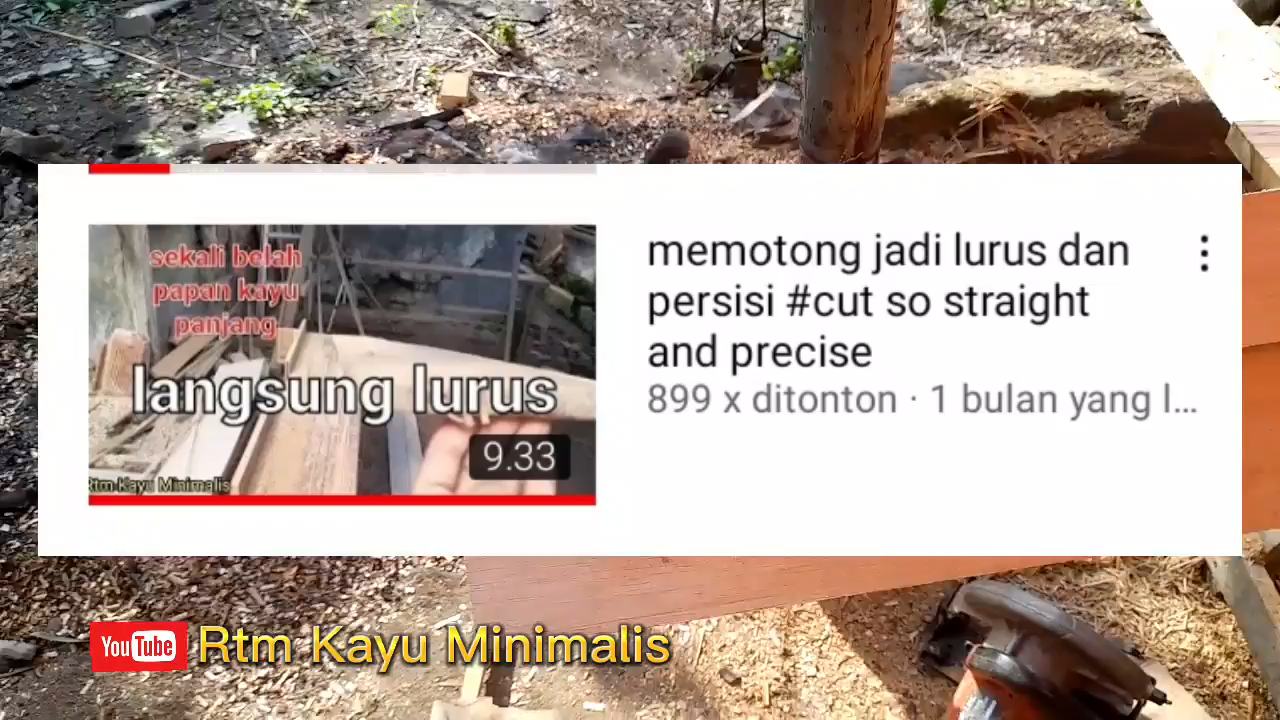 sekali belah
papan kayu
panjang
langsung lurus
9.33
Rtm Kayu Minimalis
memotong jadi lurus dan
persisi #cut so straight
and precise
899 x ditonton · 1 bulan yang l...
YouTube Rtm Kayu Minimalis